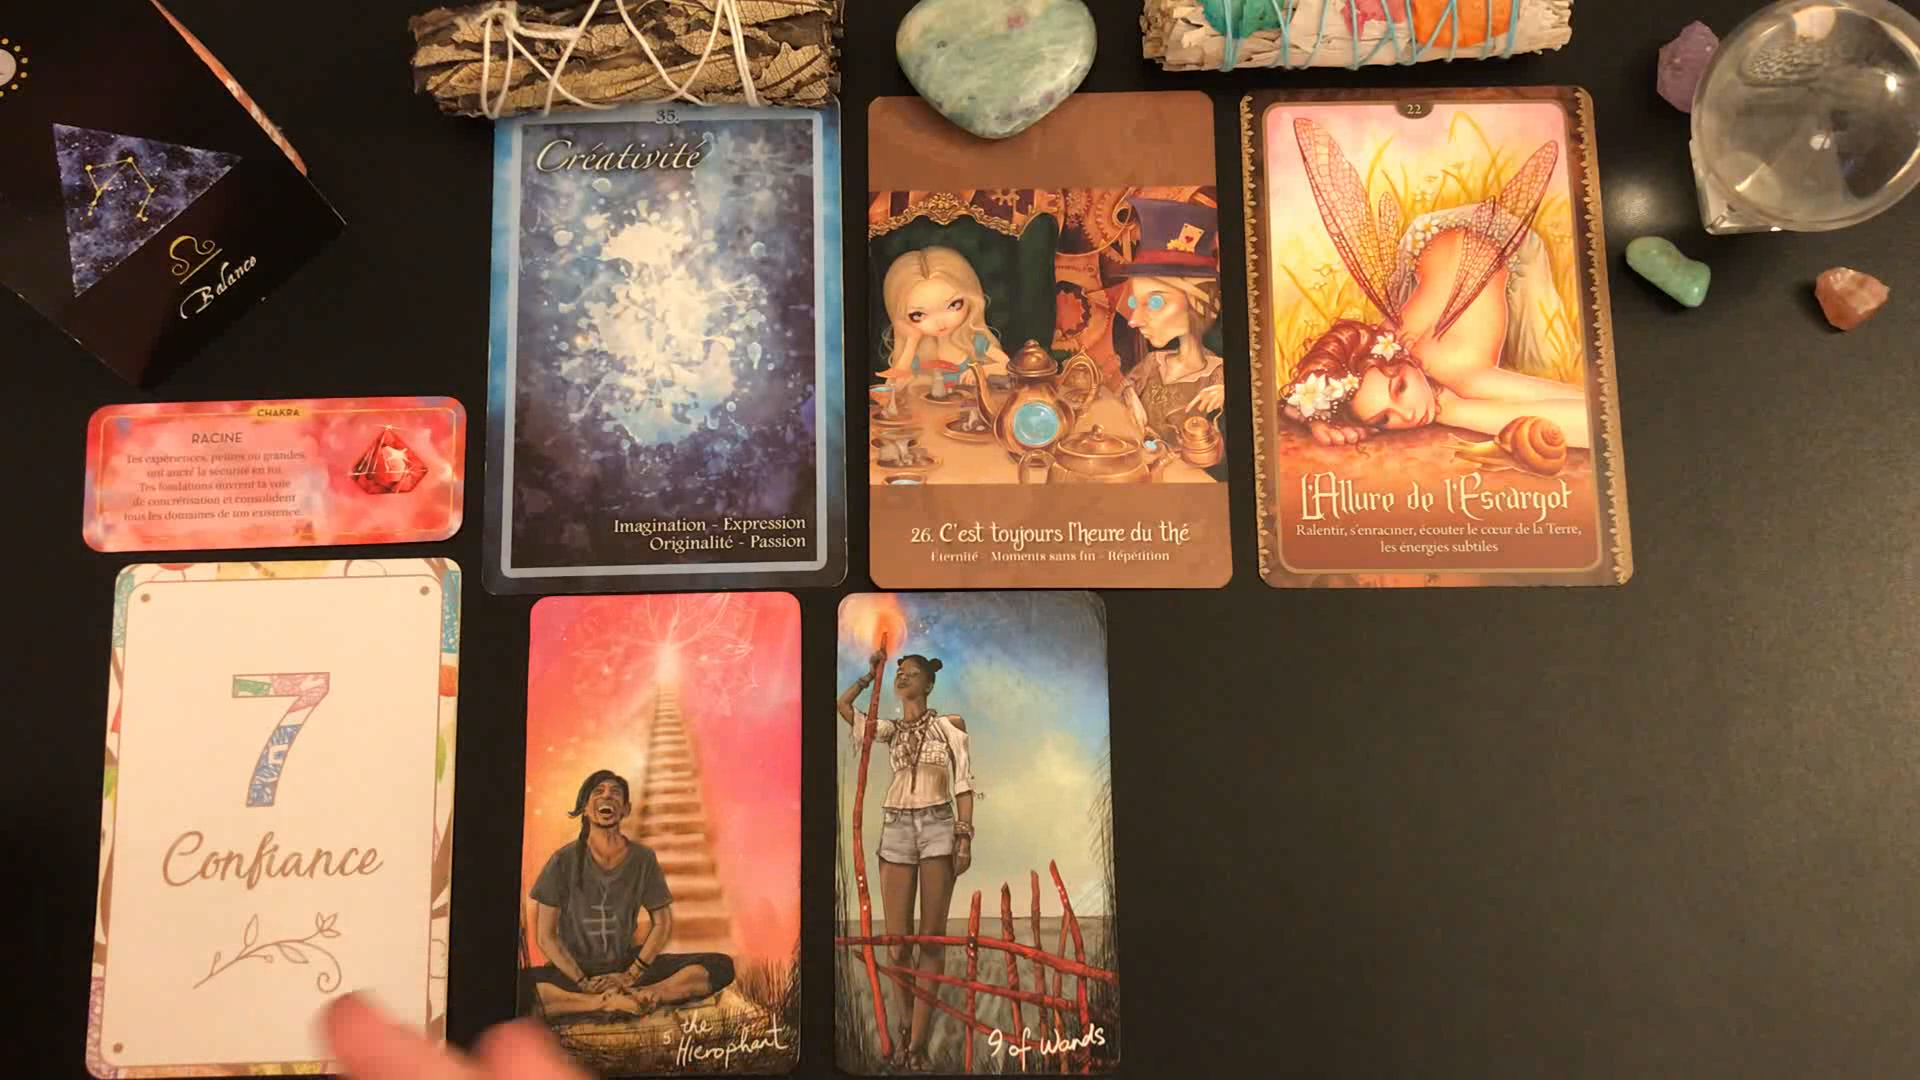 Balance
CHAKRA
RACINE
Tes expériences, petites ou grandes,
ont ancré la sécurité en toi.
Tes fondations ouvrent ta voie
de concrétisation et consolident
tous les domaines de ton existence.
7
Confiance
35.
Créativité
Imagination - Expression
Originalité - Passion
26. C'est toujours l'heure du thé
Éternité - Moments sans fin - Répétition
22
L'Allure de l'Escargot
Ralentir, s'enraciner, écouter le cœur de la Terre,
les énergies subtiles
5 the
Hierophant
9 of Wands